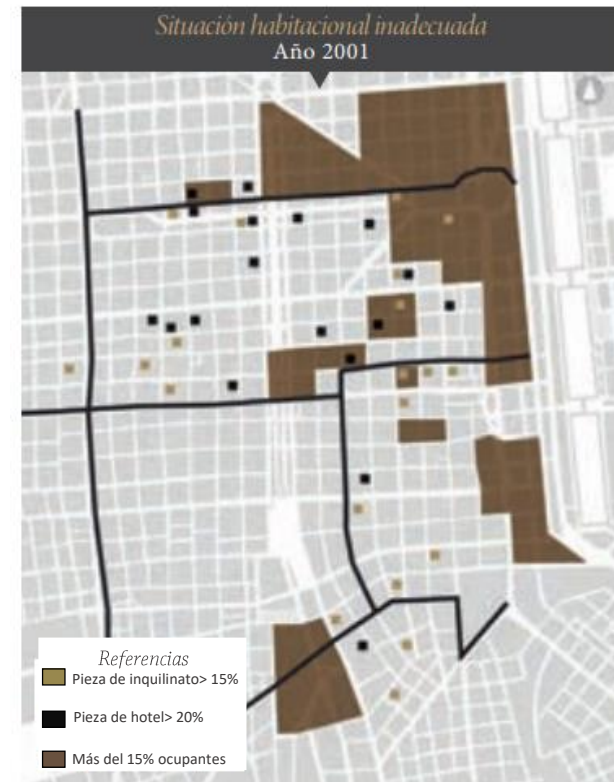 Situación habitacional inadecuada
Año 2001
Referencias
Pieza de inquilinato> 15%
Pieza de hotel> 20%
Más del 15% ocupantes